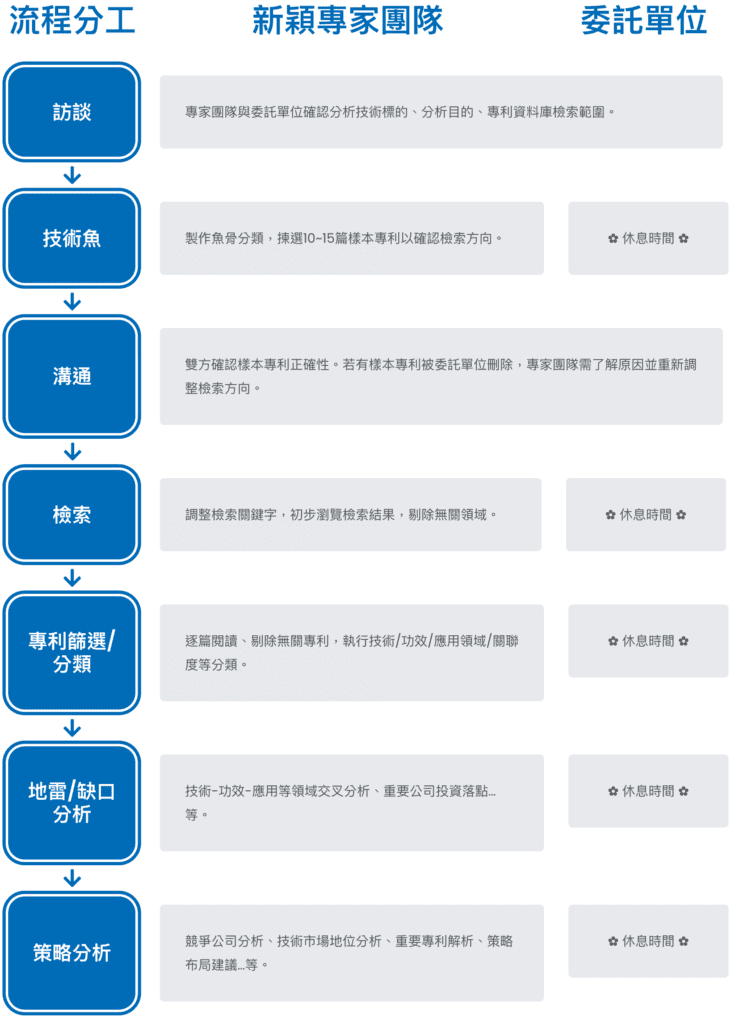 流程分工
新穎專家團隊
委託單位
訪談
專家團隊與委託單位確認分析技術標的、分析目的、專利資料庫檢索範圍。
技術魚
製作魚骨分類，揀選10~15篇樣本專利以確認檢索方向。
✿ 休息時間 ✿
溝通
雙方確認樣本專利正確性。若有樣本專利被委託單位刪除，專家團隊需了解原因並重新調
整檢索方向。
檢索
調整檢索關鍵字，初步瀏覽檢索結果，剔除無關領域。
✿ 休息時間 ✿
專利篩選/
分類
逐篇閱讀、剔除無關專利，執行技術/功效/應用領域/關聯
度等分類。
✿ 休息時間 ✿
地雷/缺口
分析
技術-功效-應用等領域交叉分析、重要公司投資落點...
等。
✿ 休息時間 ✿
策略分析
競爭公司分析、技術市場地位分析、重要專利解析、策略
布局建議...等。
✿ 休息時間 ✿